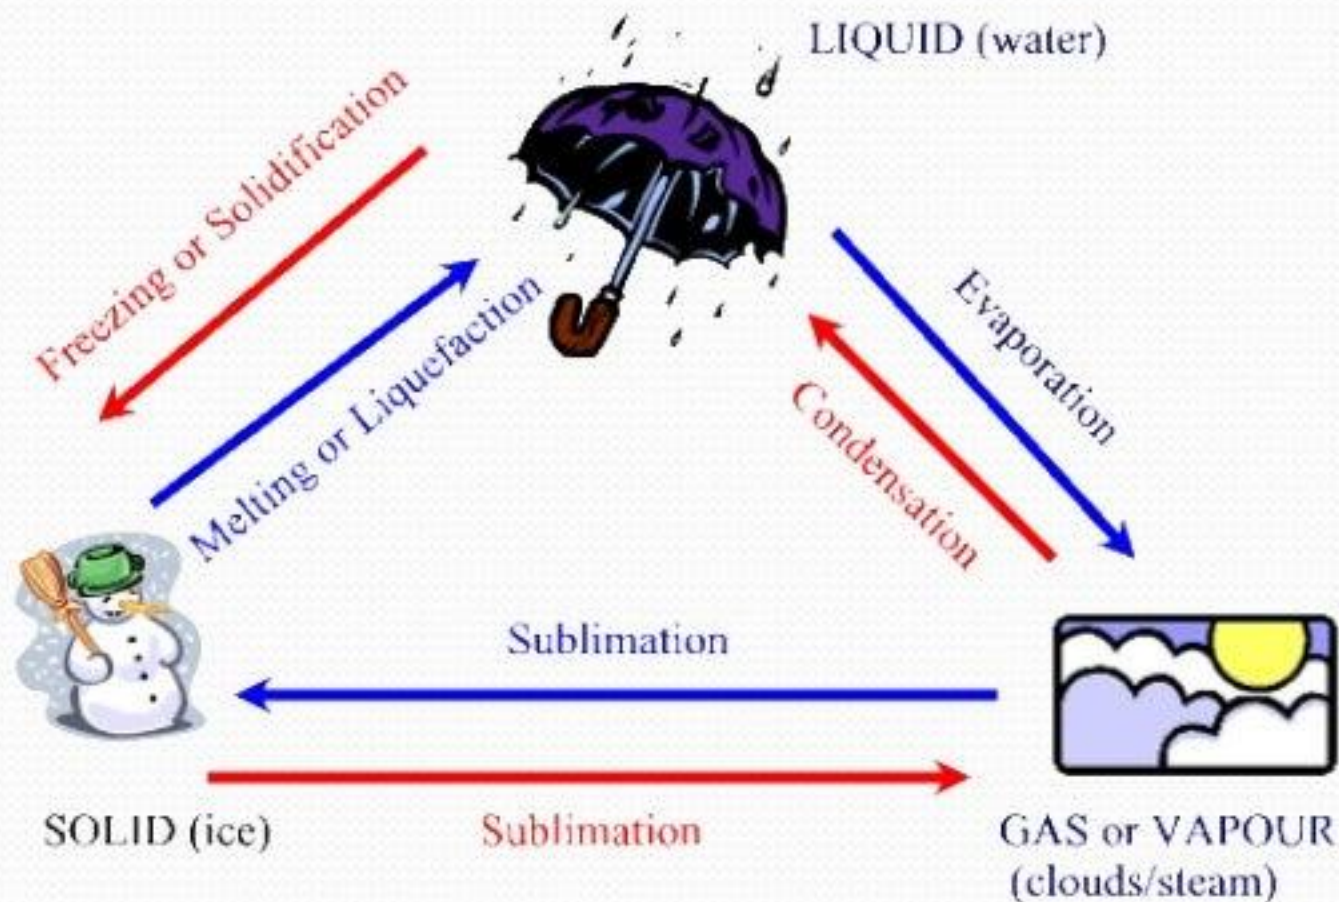 LIQUID (water)
Freezing or Solidification
Melting or Liquefaction
Evaporation
Condensation
Sublimation
Sublimation
SOLID (ice)
GAS or VAPOUR
(clouds/steam)